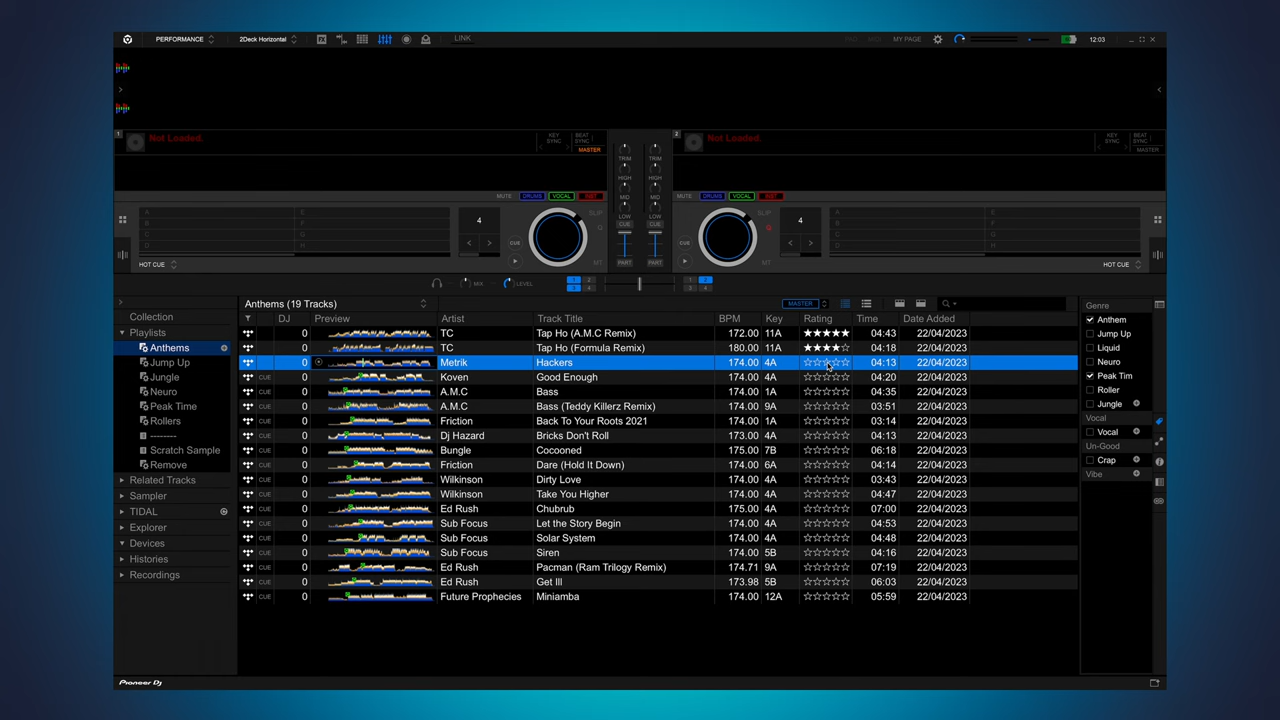 PERFORMANCE 2Deck Horizontal LINK MY PAGE 12:03
1 Not Loaded. KEY SYNC BEAT SYNC MASTER 2 Not Loaded. KEY SYNC BEAT SYNC MASTER
TRIM TRIM
HIGH HIGH
MID MID
LOW LOW
MUTE DRUMS VOCAL INST MUTE DRUMS VOCAL INST
A E 4 CUE SLIP CUE CUE SLIP 4 A E
B F Q Q B F
C G CUE CUE C G
D H MT PART PART MT D H
HOT CUE HOT CUE
MIX LEVEL 1 2 3 4 1 2 3 4
Anthems (19 Tracks) MASTER Genre
Collection DJ Preview Artist Track Title BPM Key Rating Time Date Added Anthem
Playlists 0 TC Tap Ho (A.M.C Remix) 172.00 11A 04:43 22/04/2023 Jump Up
Anthems 0 TC Tap Ho (Formula Remix) 180.00 11A 04:18 22/04/2023 Liquid
Jump Up 0 Metrik Hackers 174.00 4A 04:13 22/04/2023 Neuro
Jungle CUE 0 Koven Good Enough 174.00 4A 04:20 22/04/2023 Peak Tim
Neuro CUE 0 A.M.C Bass 174.00 4A 04:35 22/04/2023 Roller
Peak Time CUE 0 A.M.C Bass (Teddy Killerz Remix) 174.00 9A 03:51 22/04/2023 Jungle
Rollers CUE 0 Friction Back To Your Roots 2021 174.00 1A 03:14 22/04/2023 Vocal
-------- CUE 0 Dj Hazard Bricks Don't Roll 173.00 4A 04:13 22/04/2023 Vocal
Scratch Sample CUE 0 Bungle Cocooned 175.00 7B 06:18 22/04/2023 Un-Good
Remove CUE 0 Friction Dare (Hold It Down) 174.00 6A 04:14 22/04/2023 Crap
Related Tracks CUE 0 Wilkinson Dirty Love 174.00 4A 03:43 22/04/2023 Vibe
Sampler CUE 0 Wilkinson Take You Higher 174.00 4A 04:47 22/04/2023
TIDAL CUE 0 Ed Rush Chubrub 175.00 4A 07:00 22/04/2023
Explorer CUE 0 Sub Focus Let the Story Begin 174.00 4A 04:53 22/04/2023
Devices CUE 0 Sub Focus Solar System 174.00 4A 04:48 22/04/2023
Histories CUE 0 Sub Focus Siren 174.00 5B 04:16 22/04/2023
Recordings CUE 0 Ed Rush Pacman (Ram Trilogy Remix) 174.71 9A 07:19 22/04/2023
CUE 0 Ed Rush Get Ill 173.98 5B 06:03 22/04/2023
CUE 0 Future Prophecies Miniamba 174.00 12A 05:59 22/04/2023
Pioneer Dj